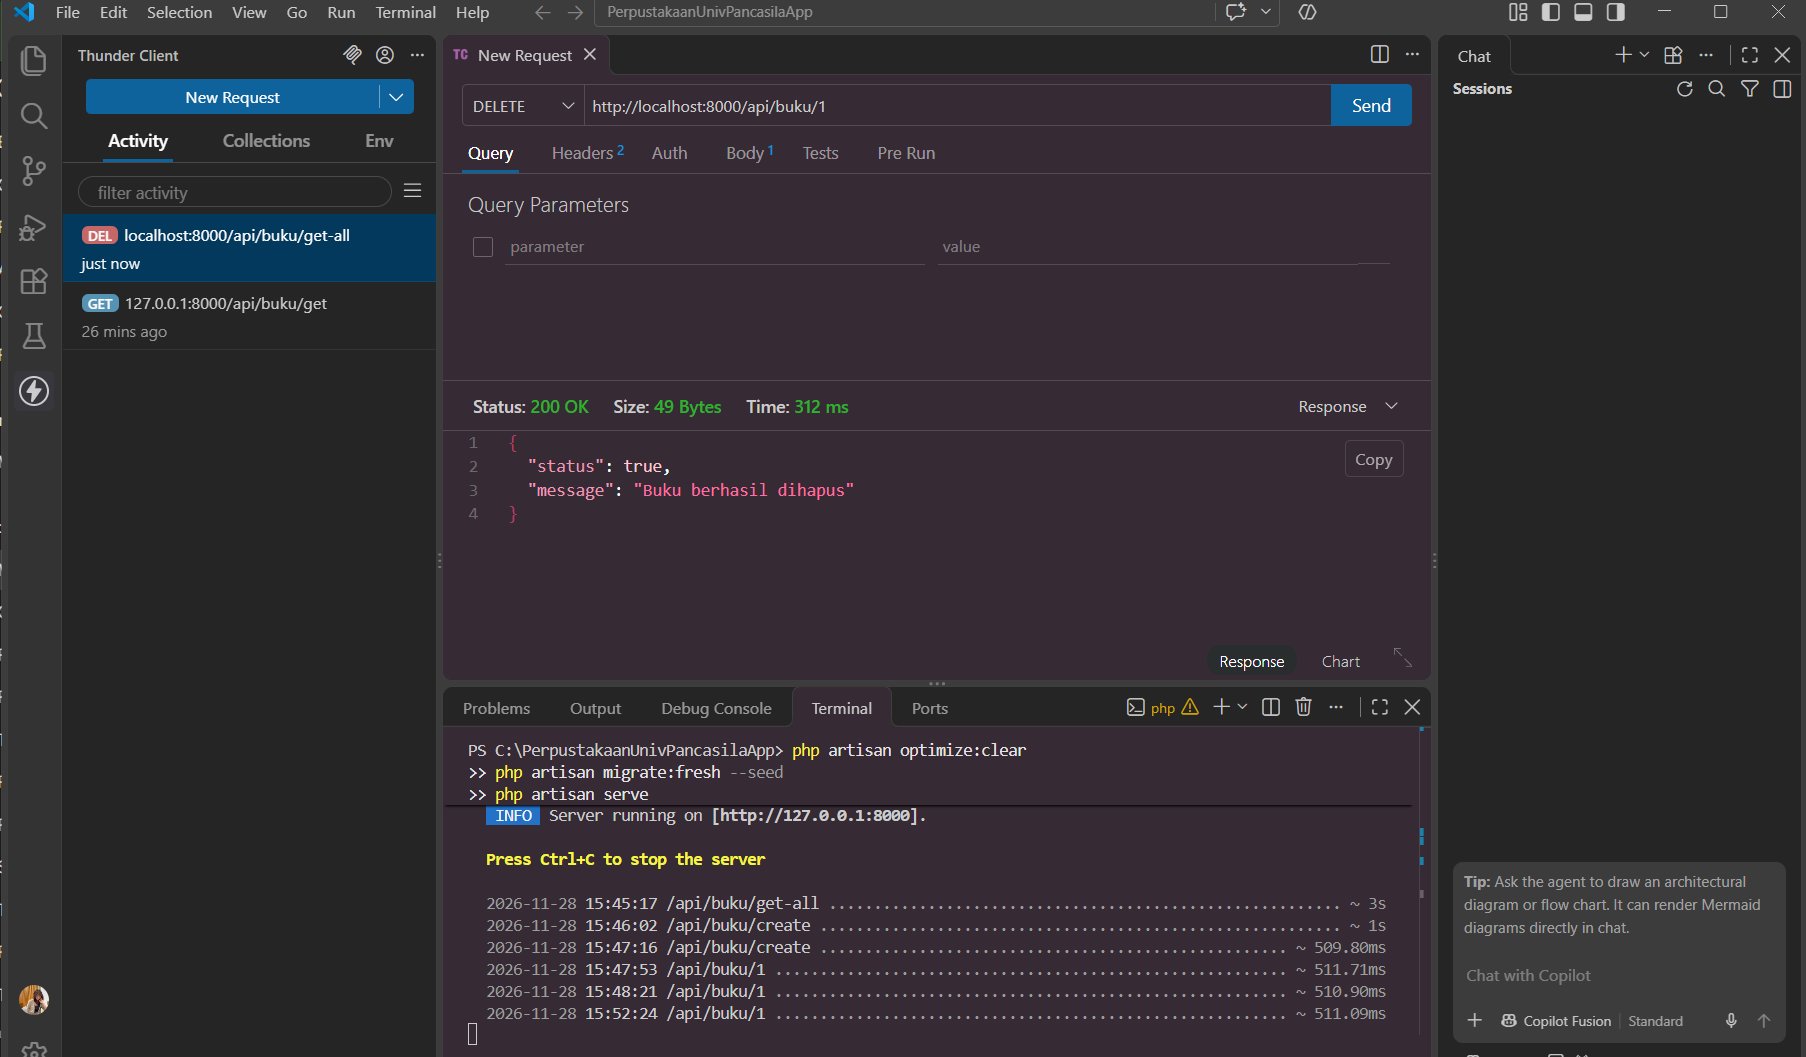 File Edit Selection View Go Run Terminal Help
PerpustakaanUnivPancasilaApp
Thunder Client
New Request
Activity Collections Env
filter activity
DEL localhost:8000/api/buku/get-all
just now
GET 127.0.0.1:8000/api/buku/get
26 mins ago
TC New Request
DELETE http://localhost:8000/api/buku/1 Send
Query Headers 2 Auth Body 1 Tests Pre Run
Query Parameters
parameter value
Status: 200 OK Size: 49 Bytes Time: 312 ms Response
1 {
2 "status": true,
3 "message": "Buku berhasil dihapus"
4 }
Copy
Response Chart
Problems Output Debug Console Terminal Ports php
PS C:\PerpustakaanUnivPancasilaApp> php artisan optimize:clear
>> php artisan migrate:fresh --seed
>> php artisan serve
INFO Server running on [http://127.0.0.1:8000].
Press Ctrl+C to stop the server
2026-11-28 15:45:17 /api/buku/get-all ......................................................... ~ 3s
2026-11-28 15:46:02 /api/buku/create .......................................................... ~ 1s
2026-11-28 15:47:16 /api/buku/create .................................................... ~ 509.80ms
2026-11-28 15:47:53 /api/buku/1 ......................................................... ~ 511.71ms
2026-11-28 15:48:21 /api/buku/1 ......................................................... ~ 510.90ms
2026-11-28 15:52:24 /api/buku/1 ......................................................... ~ 511.09ms
Chat
Sessions
Tip: Ask the agent to draw an architectural
diagram or flow chart. It can render Mermaid
diagrams directly in chat.
Chat with Copilot
Copilot Fusion Standard